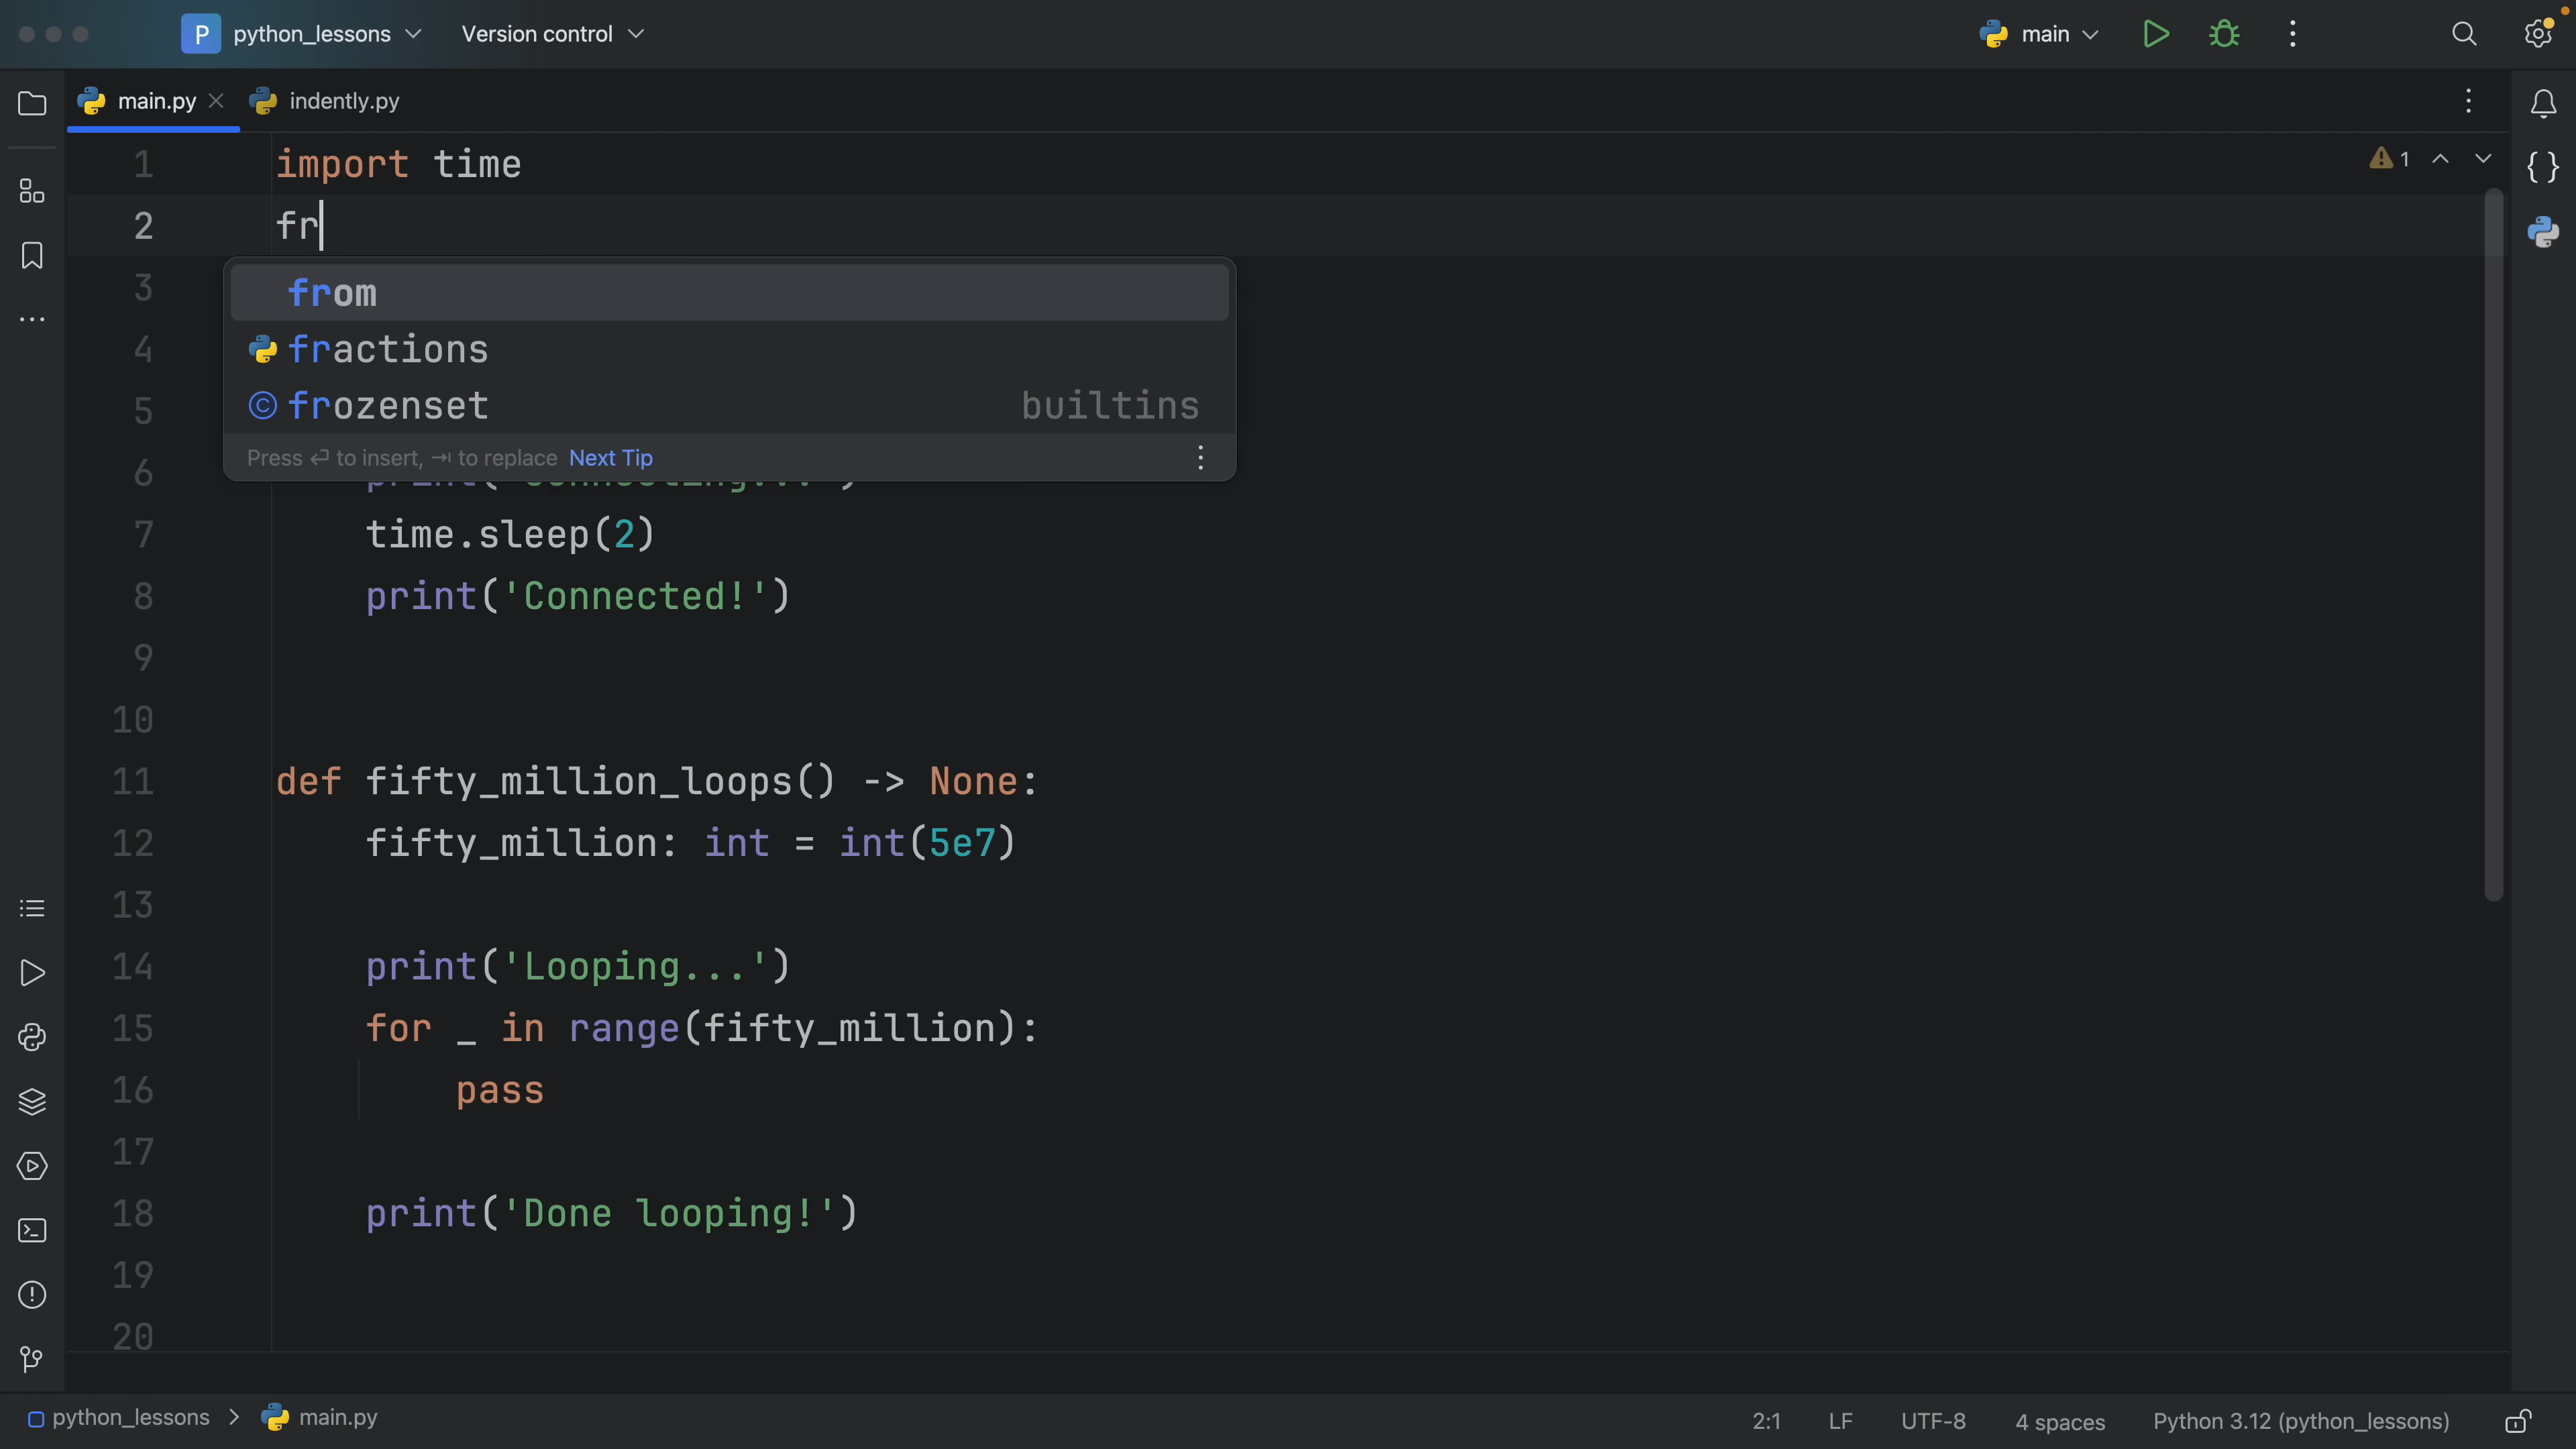 P python_lessons Version control main
main.py indently.py
1 import time 1
2 fr
3 from
4 fractions
5 frozenset builtins
Press ⏎ to insert, ⇥ to replace Next Tip
6
7 time.sleep(2)
8 print('Connected!')
9
10
11 def fifty_million_loops() -> None:
12 fifty_million: int = int(5e7)
13
14 print('Looping...')
15 for _ in range(fifty_million):
16 pass
17
18 print('Done looping!')
19
20
python_lessons > main.py 2:1 LF UTF-8 4 spaces Python 3.12 (python_lessons)